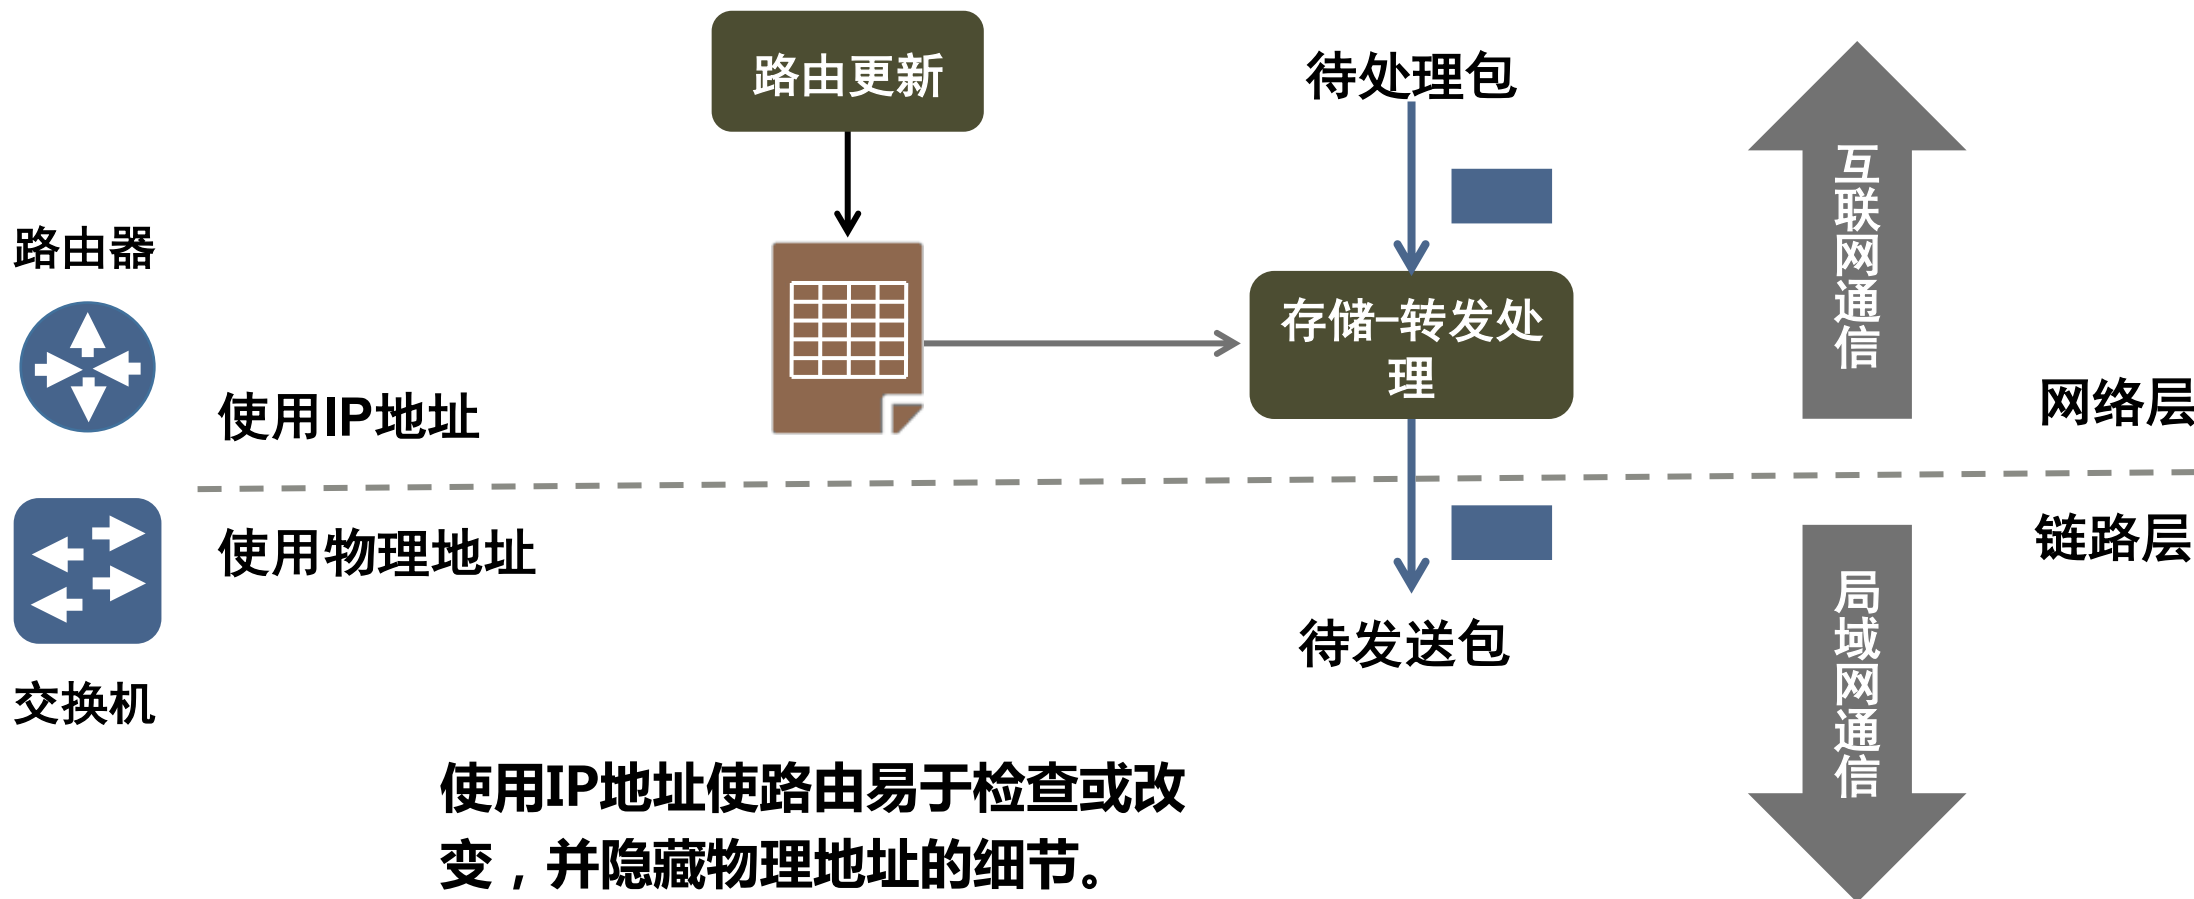 路由更新
待处理包
路由器
存储-转发处
理
互联网通信
使用IP地址
网络层
使用物理地址
链路层
待发送包
局域网通信
交换机
使用IP地址使路由易于检查或改
变，并隐藏物理地址的细节。